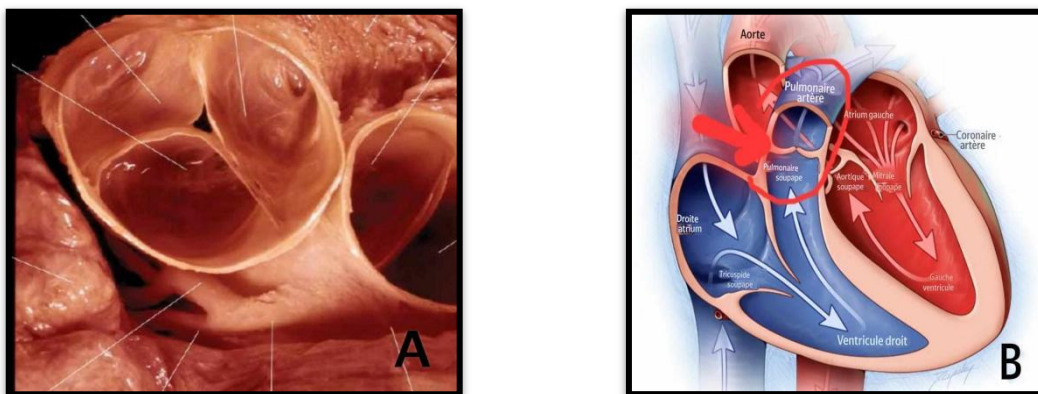 A
Aorte
Pulmonaire
artère
Atrium gauche
Coronaire
artère
Pulmonaire
soupape
Aortique
soupape
Mitrale
soupape
Droite
atrium
Tricuspide
soupape
Gauche
ventricule
Ventricule droit
B